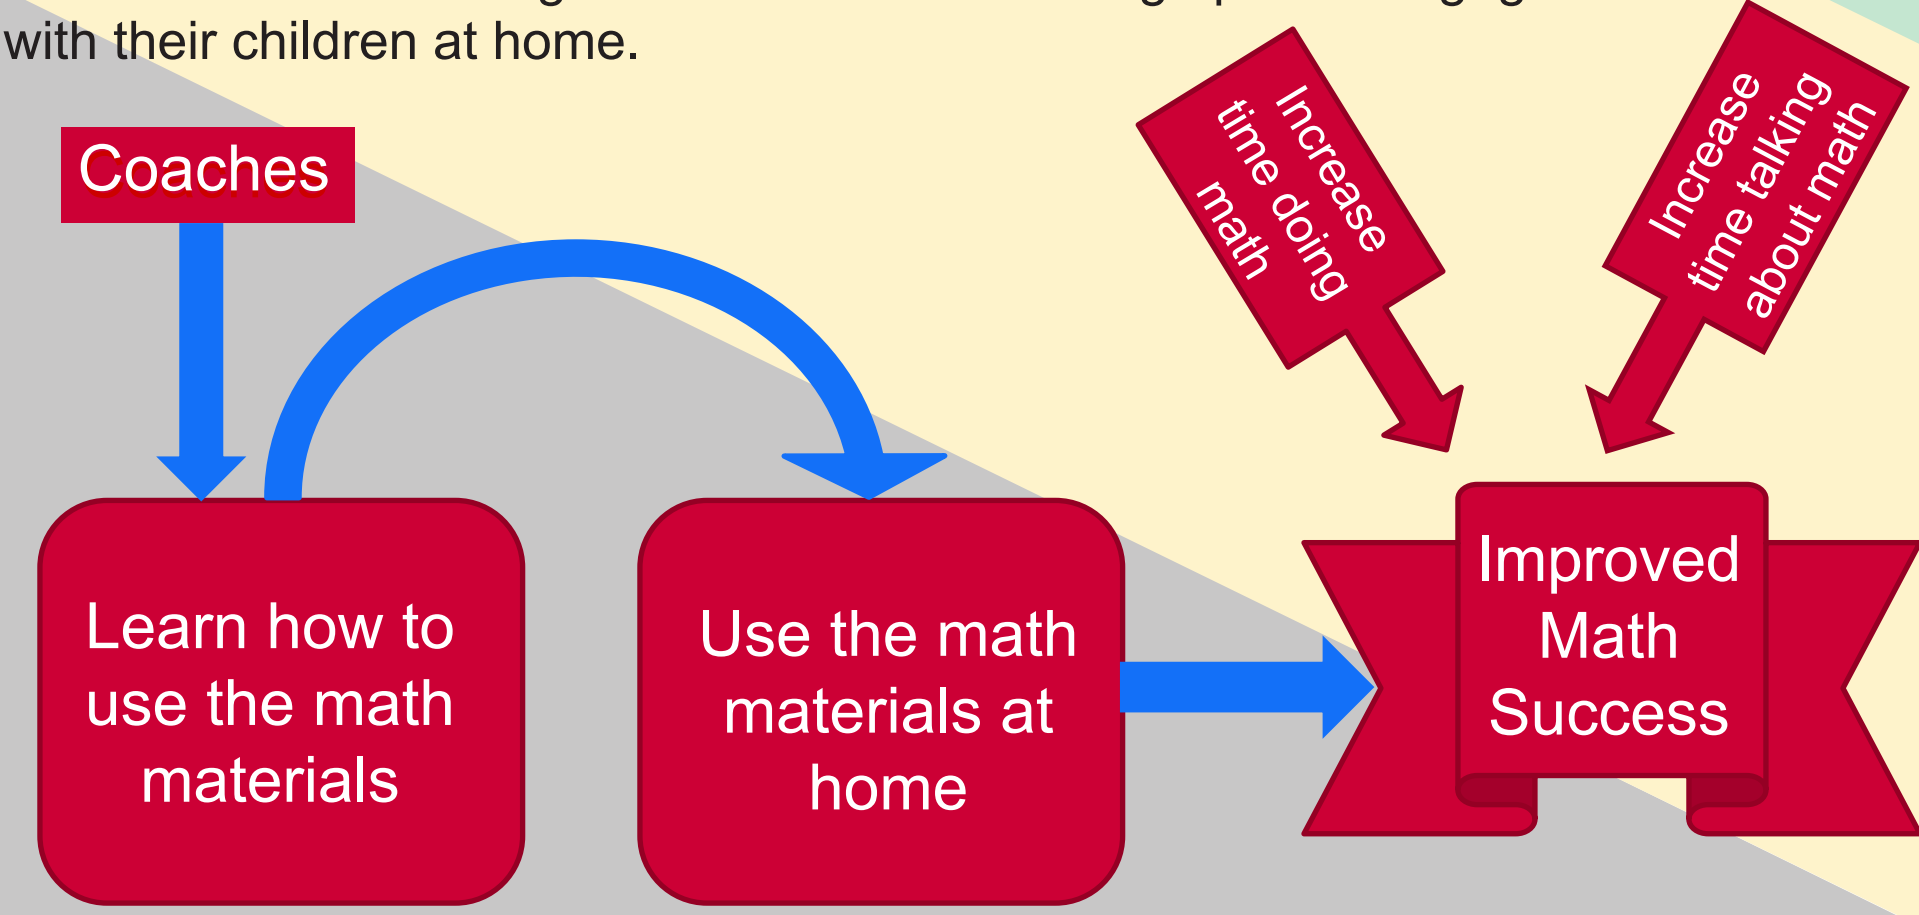 with their children at home.
Coaches
Increase
time doing
math
Increase
time talking
about math
Learn how to
use the math
materials
Use the math
materials at
home
Improved
Math
Success